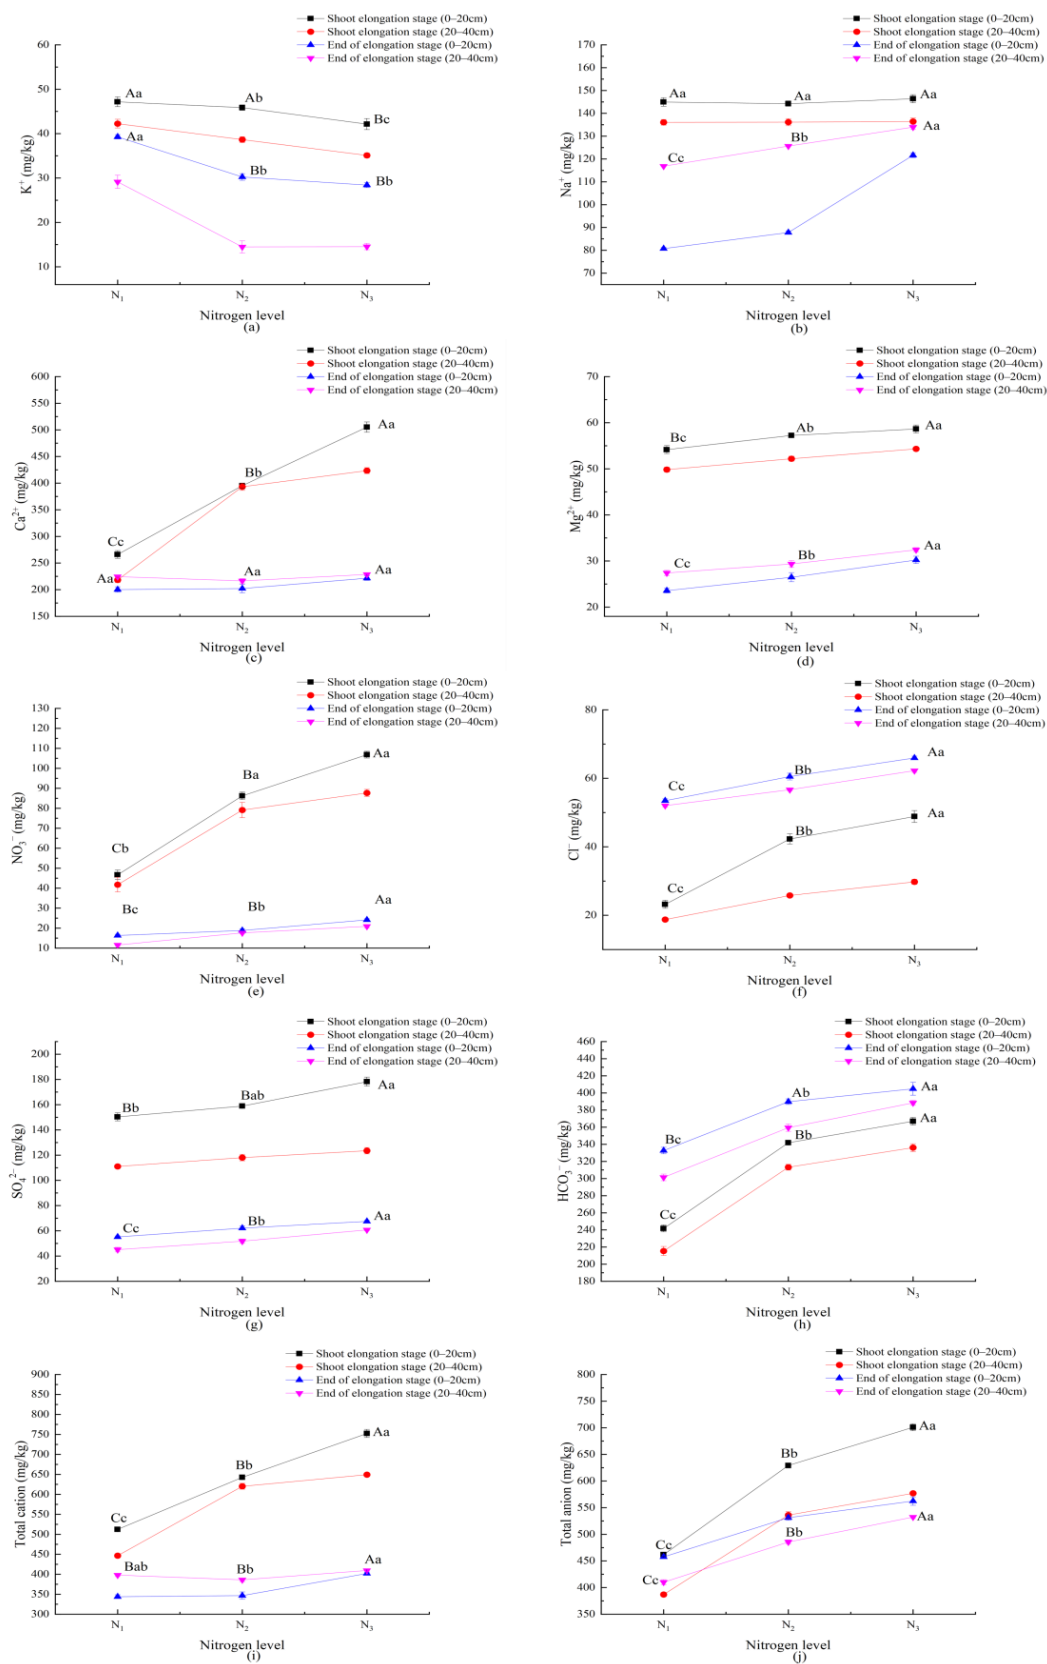 Shoot elongation stage (0–20cm)
Shoot elongation stage (20–40cm)
End of elongation stage (0–20cm)
End of elongation stage (20–40cm)
60
50
40
30
20
10
K⁺ (mg/kg)
Aa
Ab
Bc
Aa
Bb
Bb
N₁
N₂
N₃
Nitrogen level
(a)
Shoot elongation stage (0–20cm)
Shoot elongation stage (20–40cm)
End of elongation stage (0–20cm)
End of elongation stage (20–40cm)
170
160
150
140
130
120
110
100
90
80
70
Na⁺ (mg/kg)
Aa
Aa
Aa
Cc
Bb
Aa
N₁
N₂
N₃
Nitrogen level
(b)
Shoot elongation stage (0–20cm)
Shoot elongation stage (20–40cm)
End of elongation stage (0–20cm)
End of elongation stage (20–40cm)
600
550
500
450
400
350
300
250
200
150
Ca²⁺ (mg/kg)
Cc
Bb
Aa
Aa
Aa
Aa
N₁
N₂
N₃
Nitrogen level
(c)
Shoot elongation stage (0–20cm)
Shoot elongation stage (20–40cm)
End of elongation stage (0–20cm)
End of elongation stage (20–40cm)
70
60
50
40
30
20
Mg²⁺ (mg/kg)
Bc
Ab
Aa
Cc
Bb
Aa
N₁
N₂
N₃
Nitrogen level
(d)
Shoot elongation stage (0–20cm)
Shoot elongation stage (20–40cm)
End of elongation stage (0–20cm)
End of elongation stage (20–40cm)
130
120
110
100
90
80
70
60
50
40
30
20
10
NO₃⁻ (mg/kg)
Cb
Ba
Aa
Bc
Bb
Aa
N₁
N₂
N₃
Nitrogen level
(e)
Shoot elongation stage (0–20cm)
Shoot elongation stage (20–40cm)
End of elongation stage (0–20cm)
End of elongation stage (20–40cm)
80
60
40
20
Cl⁻ (mg/kg)
Cc
Bb
Aa
Cc
Bb
Aa
N₁
N₂
N₃
Nitrogen level
(f)
Shoot elongation stage (0–20cm)
Shoot elongation stage (20–40cm)
End of elongation stage (0–20cm)
End of elongation stage (20–40cm)
200
180
160
140
120
100
80
60
40
20
SO₄²⁻ (mg/kg)
Bb
Bab
Aa
Cc
Bb
Aa
N₁
N₂
N₃
Nitrogen level
(g)
Shoot elongation stage (0–20cm)
Shoot elongation stage (20–40cm)
End of elongation stage (0–20cm)
End of elongation stage (20–40cm)
460
440
420
400
380
360
340
320
300
280
260
240
220
200
180
HCO₃⁻ (mg/kg)
Bc
Ab
Aa
Cc
Bb
Aa
N₁
N₂
N₃
Nitrogen level
(h)
Shoot elongation stage (0–20cm)
Shoot elongation stage (20–40cm)
End of elongation stage (0–20cm)
End of elongation stage (20–40cm)
900
850
800
750
700
650
600
550
500
450
400
350
300
Total cation (mg/kg)
Cc
Bb
Aa
Bab
Bb
Aa
N₁
N₂
N₃
Nitrogen level
(i)
Shoot elongation stage (0–20cm)
Shoot elongation stage (20–40cm)
End of elongation stage (0–20cm)
End of elongation stage (20–40cm)
800
750
700
650
600
550
500
450
400
350
Total anion (mg/kg)
Cc
Bb
Aa
Cc
Bb
Aa
N₁
N₂
N₃
Nitrogen level
(j)